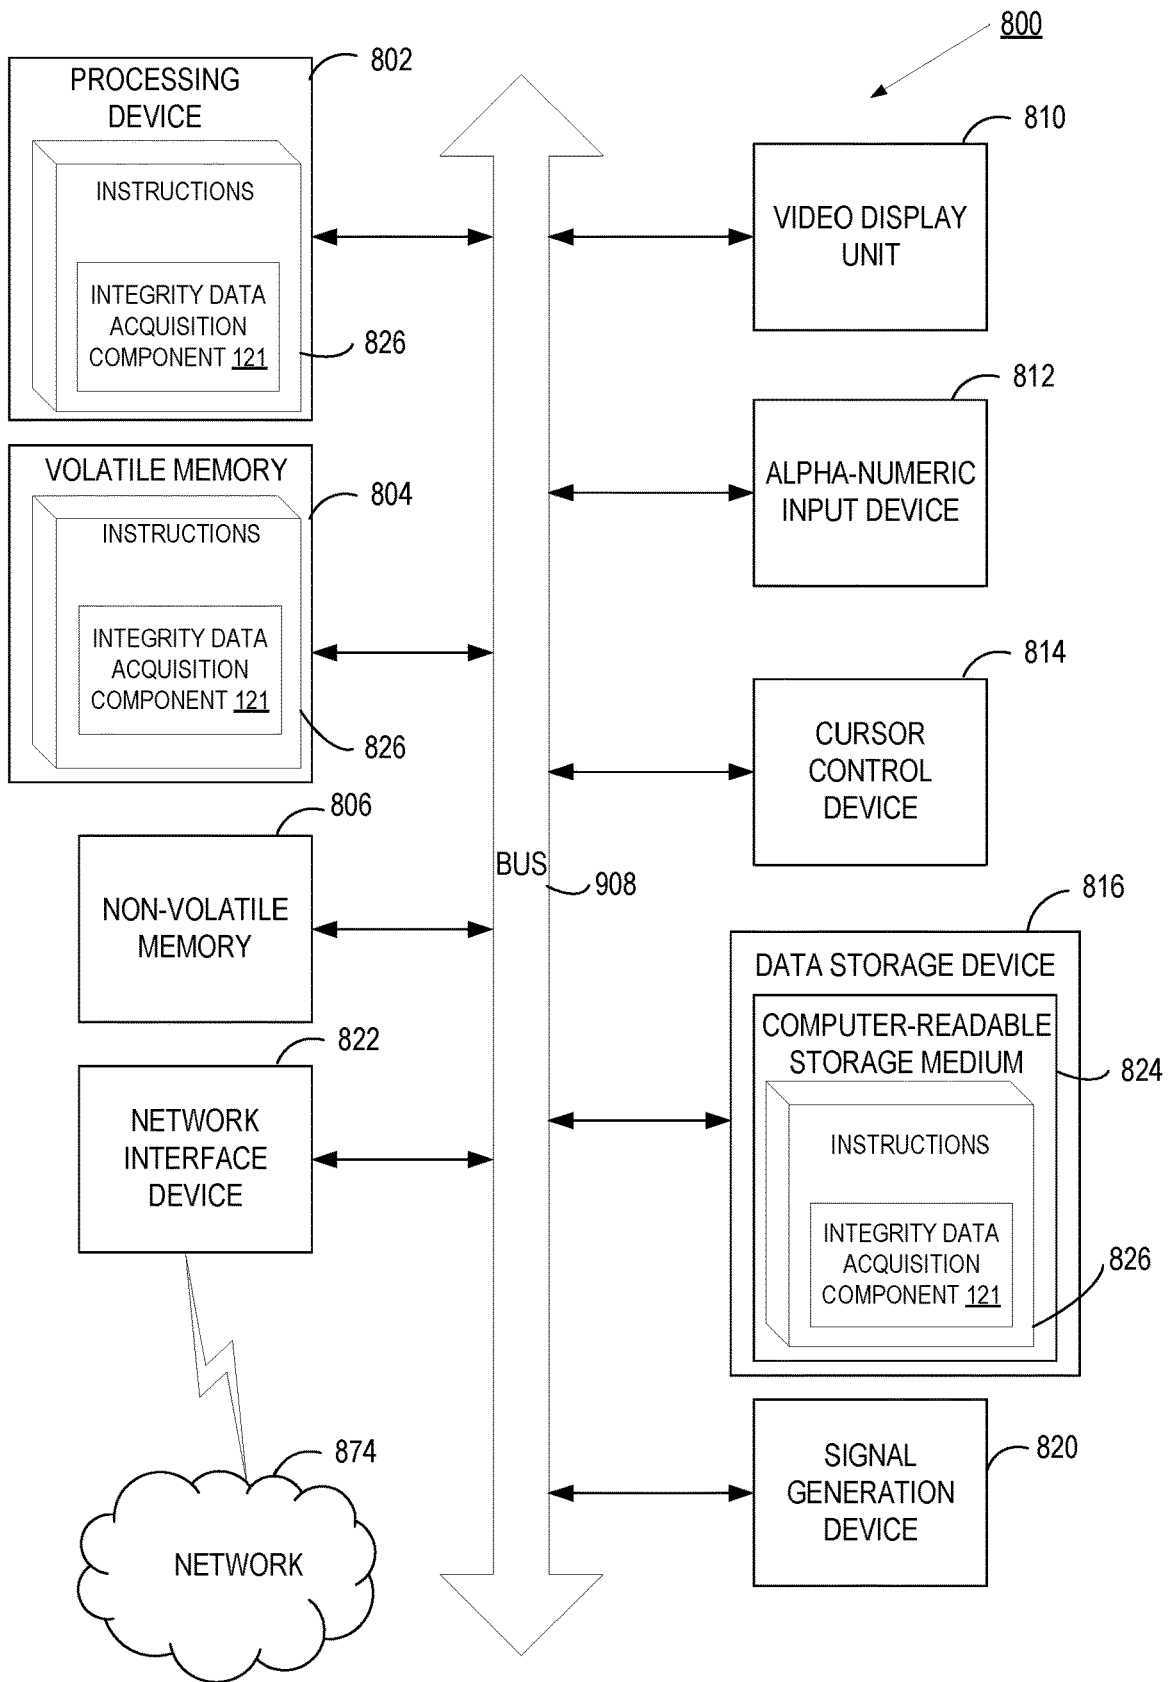 800
802
PROCESSING
DEVICE
INSTRUCTIONS
INTEGRITY DATA
ACQUISITION
COMPONENT 121
826
VOLATILE MEMORY
804
INSTRUCTIONS
INTEGRITY DATA
ACQUISITION
COMPONENT 121
826
806
NON-VOLATILE
MEMORY
822
NETWORK
INTERFACE
DEVICE
874
NETWORK
BUS
908
810
VIDEO DISPLAY
UNIT
812
ALPHA-NUMERIC
INPUT DEVICE
814
CURSOR
CONTROL
DEVICE
816
DATA STORAGE DEVICE
COMPUTER-READABLE
STORAGE MEDIUM
824
INSTRUCTIONS
INTEGRITY DATA
ACQUISITION
COMPONENT 121
826
820
SIGNAL
GENERATION
DEVICE